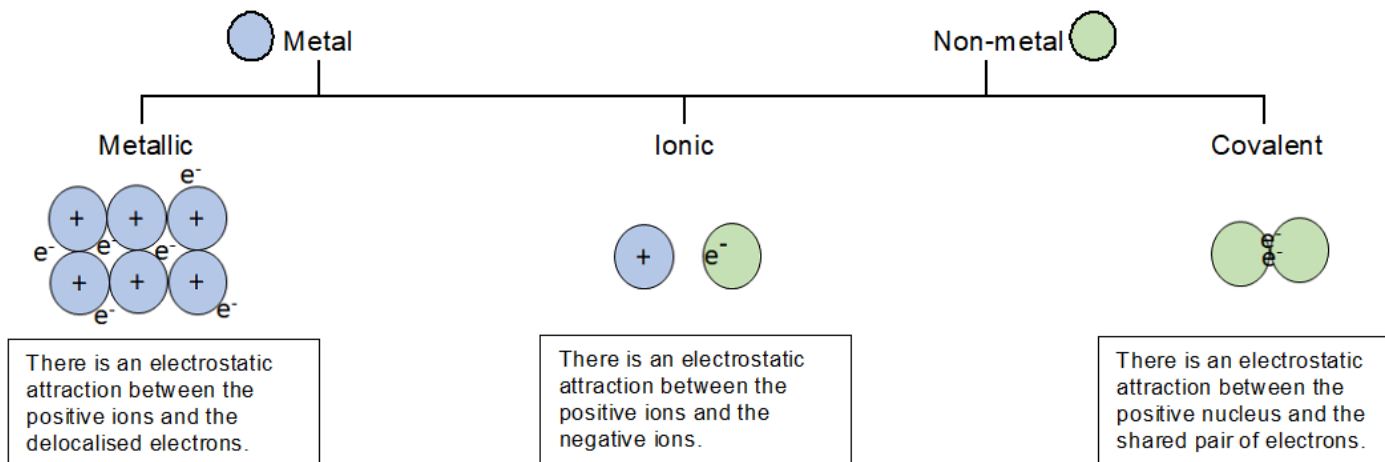 Metal
Non-metal
Metallic
Ionic
Covalent
e-
+ + +
e- e- e-
+ + +
e- e-
+ e-
e-
e-
There is an electrostatic
attraction between the
positive ions and the
delocalised electrons.
There is an electrostatic
attraction between the
positive ions and the
negative ions.
There is an electrostatic
attraction between the
positive nucleus and the
shared pair of electrons.